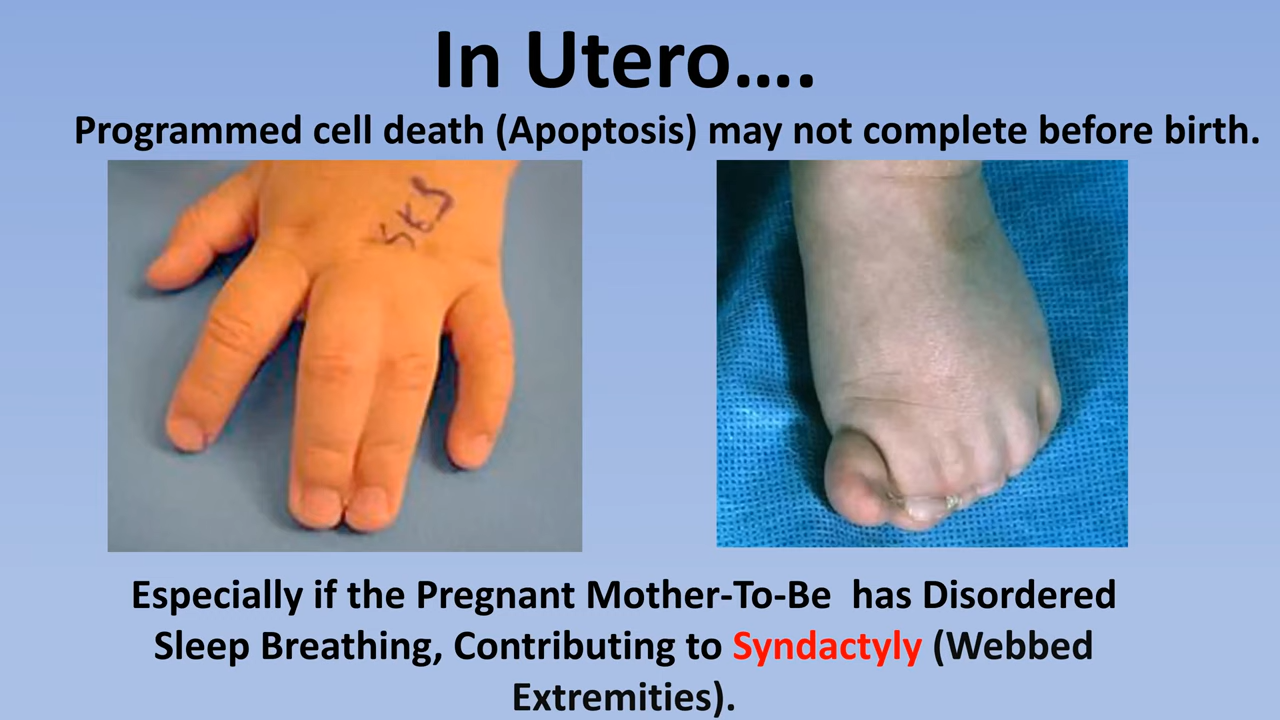 In Utero....
Programmed cell death (Apoptosis) may not complete before birth.
SKS
Especially if the Pregnant Mother-To-Be has Disordered
Sleep Breathing, Contributing to Syndactyly (Webbed
Extremities).